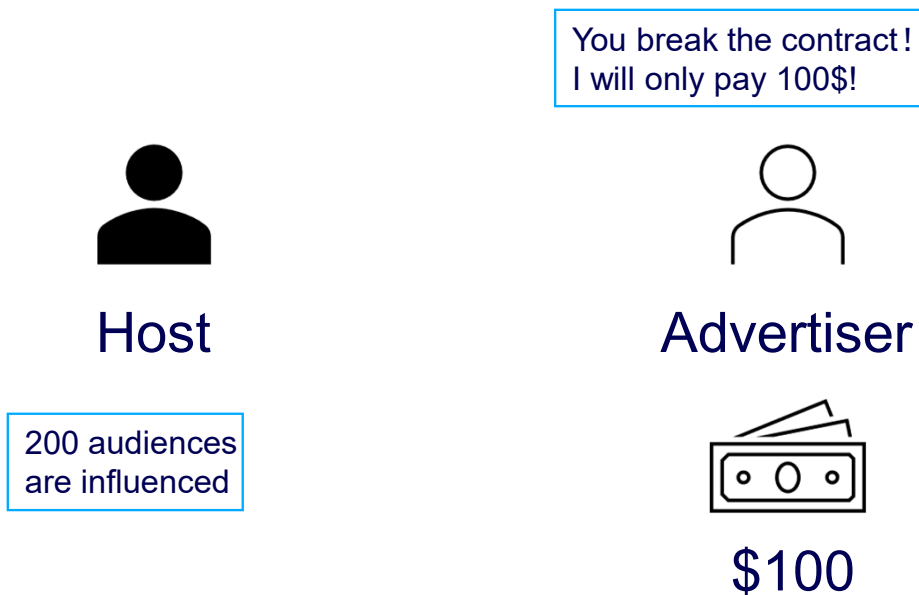 You break the contract!
I will only pay 100$!
Host
Advertiser
200 audiences
are influenced
$100